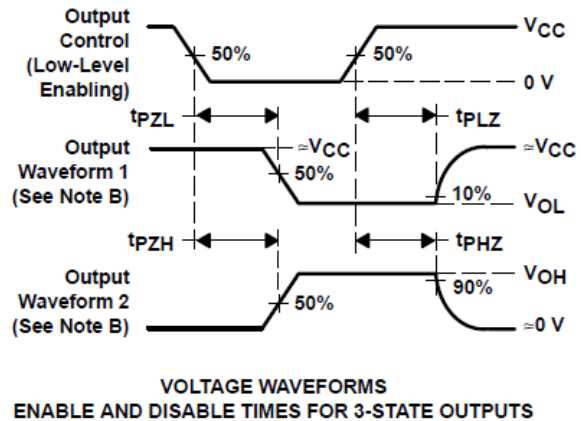 Output
Control
(Low-Level
Enabling)
50%
50%
VCC
0 V
tPZL
tPLZ
Output
Waveform 1
(See Note B)
≈VCC
50%
≈VCC
10%
VOL
tPZH
tPHZ
Output
Waveform 2
(See Note B)
50%
VOH
90%
≈0 V
VOLTAGE WAVEFORMS
ENABLE AND DISABLE TIMES FOR 3-STATE OUTPUTS